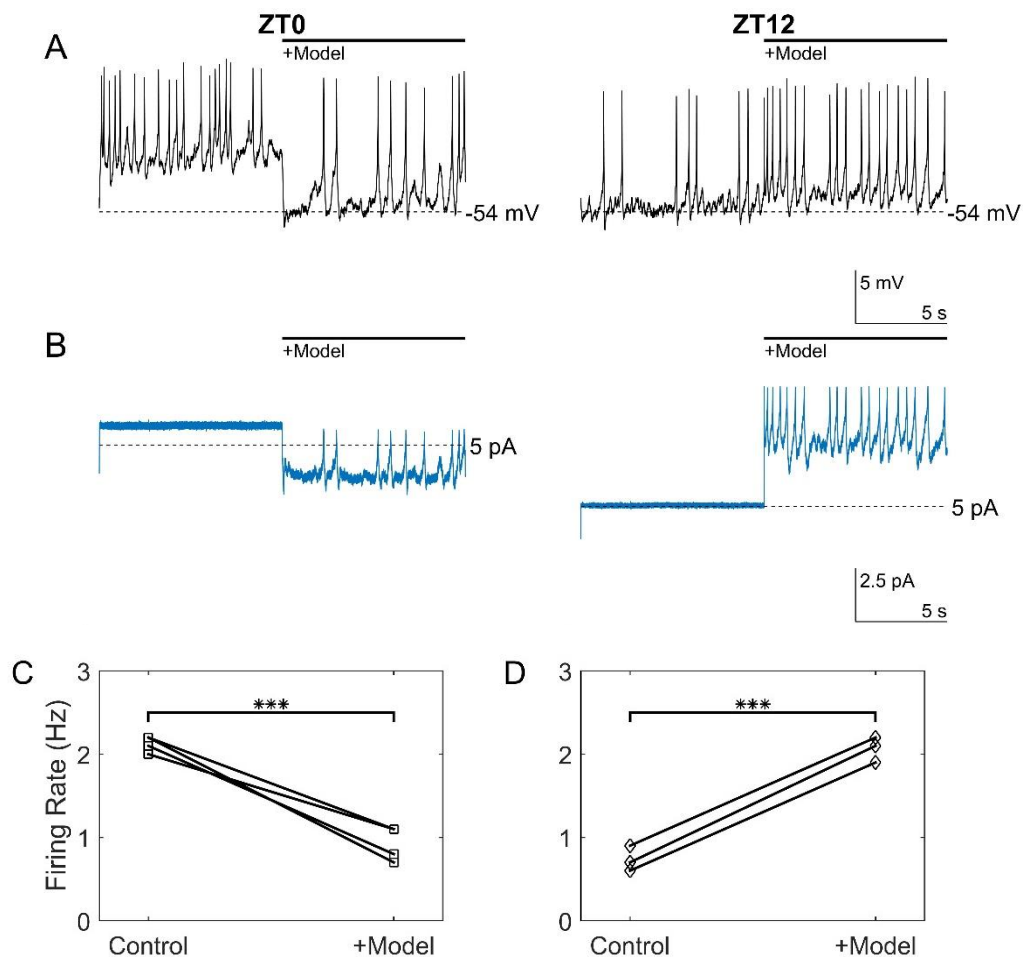 ZT0 ZT12
A
+Model +Model
-54 mV -54 mV
5 mV
5 s
B
+Model +Model
5 pA
5 pA
2.5 pA
5 s
C D
*** ***
Firing Rate (Hz)
3 3
2 2
1 1
0 0
Control +Model Control +Model